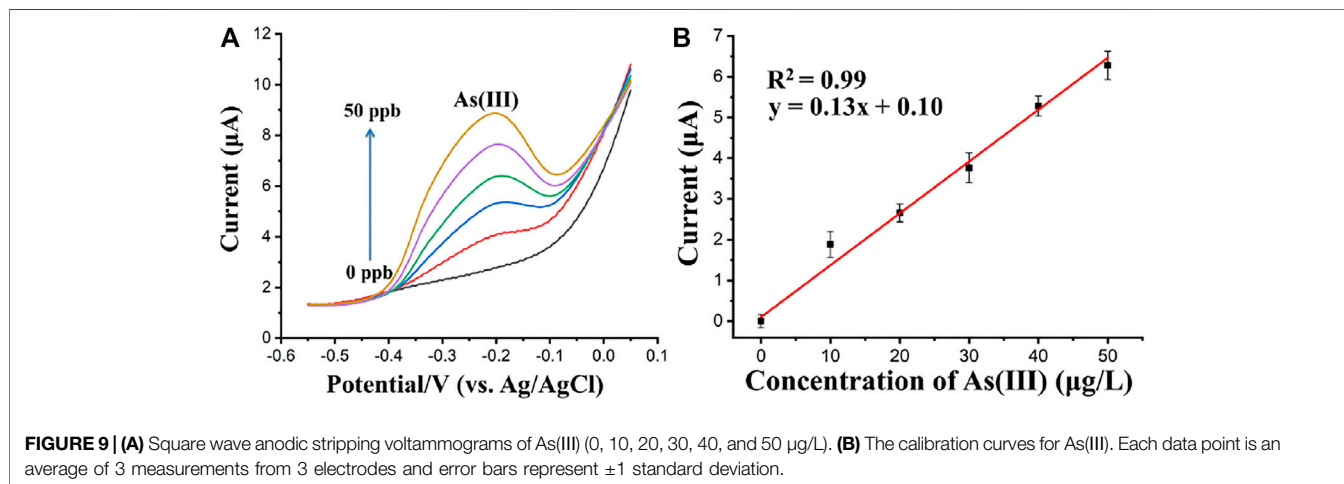 A
12
10
8
6
4
2
0
Current (µA)
50 ppb
0 ppb
As(III)
-0.6 -0.5 -0.4 -0.3 -0.2 -0.1 0.0 0.1
Potential/V (vs. Ag/AgCl)
B
7
6
5
4
3
2
1
0
Current (µA)
R² = 0.99
y = 0.13x + 0.10
0 10 20 30 40 50
Concentration of As(III) (µg/L)
FIGURE 9 | (A) Square wave anodic stripping voltammograms of As(III) (0, 10, 20, 30, 40, and 50 µg/L). (B) The calibration curves for As(III). Each data point is an
average of 3 measurements from 3 electrodes and error bars represent ±1 standard deviation.